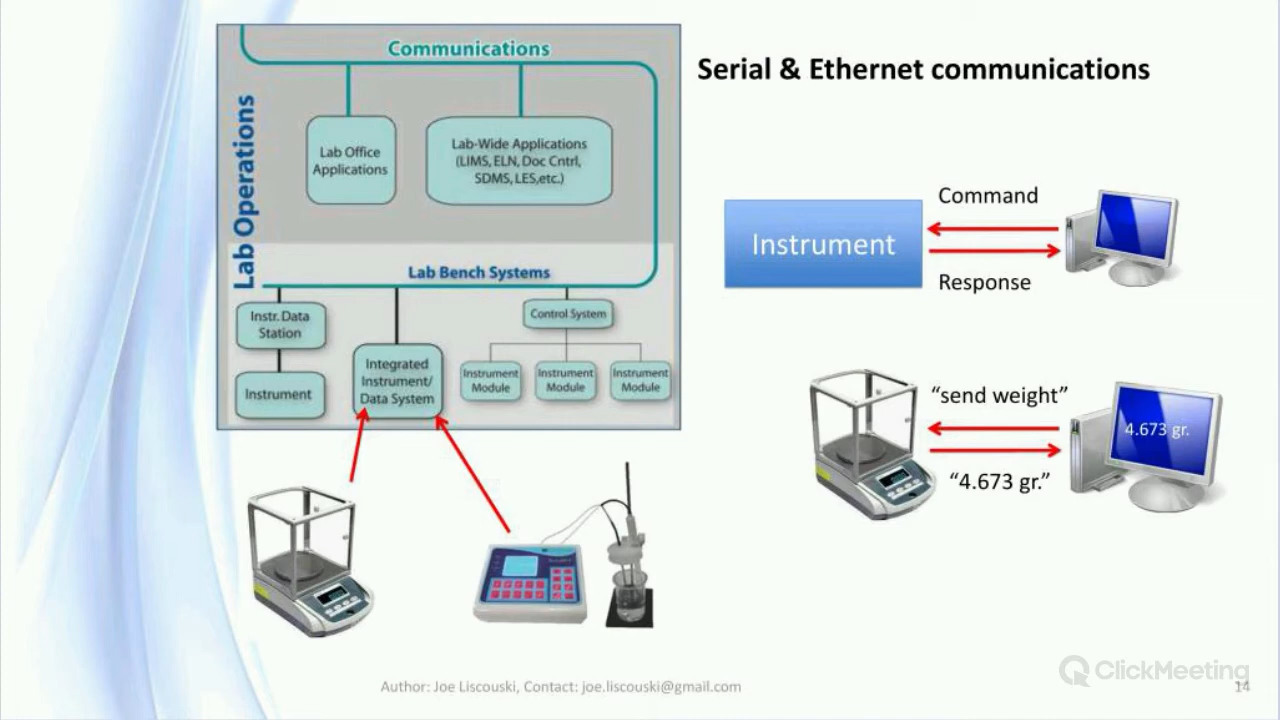 Serial & Ethernet communications
Communications
Lab Operations
Lab Office
Applications
Lab-Wide Applications
(LIMS, ELN, Doc Cntrl,
SDMS, LES,etc.)
Lab Bench Systems
Instr. Data
Station
Instrument
Integrated
Instrument/
Data System
Control System
Instrument
Module
Instrument
Module
Instrument
Module
Instrument
Command
Response
“send weight”
4.673 gr.
“4.673 gr.”
Author: Joe Liscouski, Contact: joe.liscouski@gmail.com
ClickMeeting
14